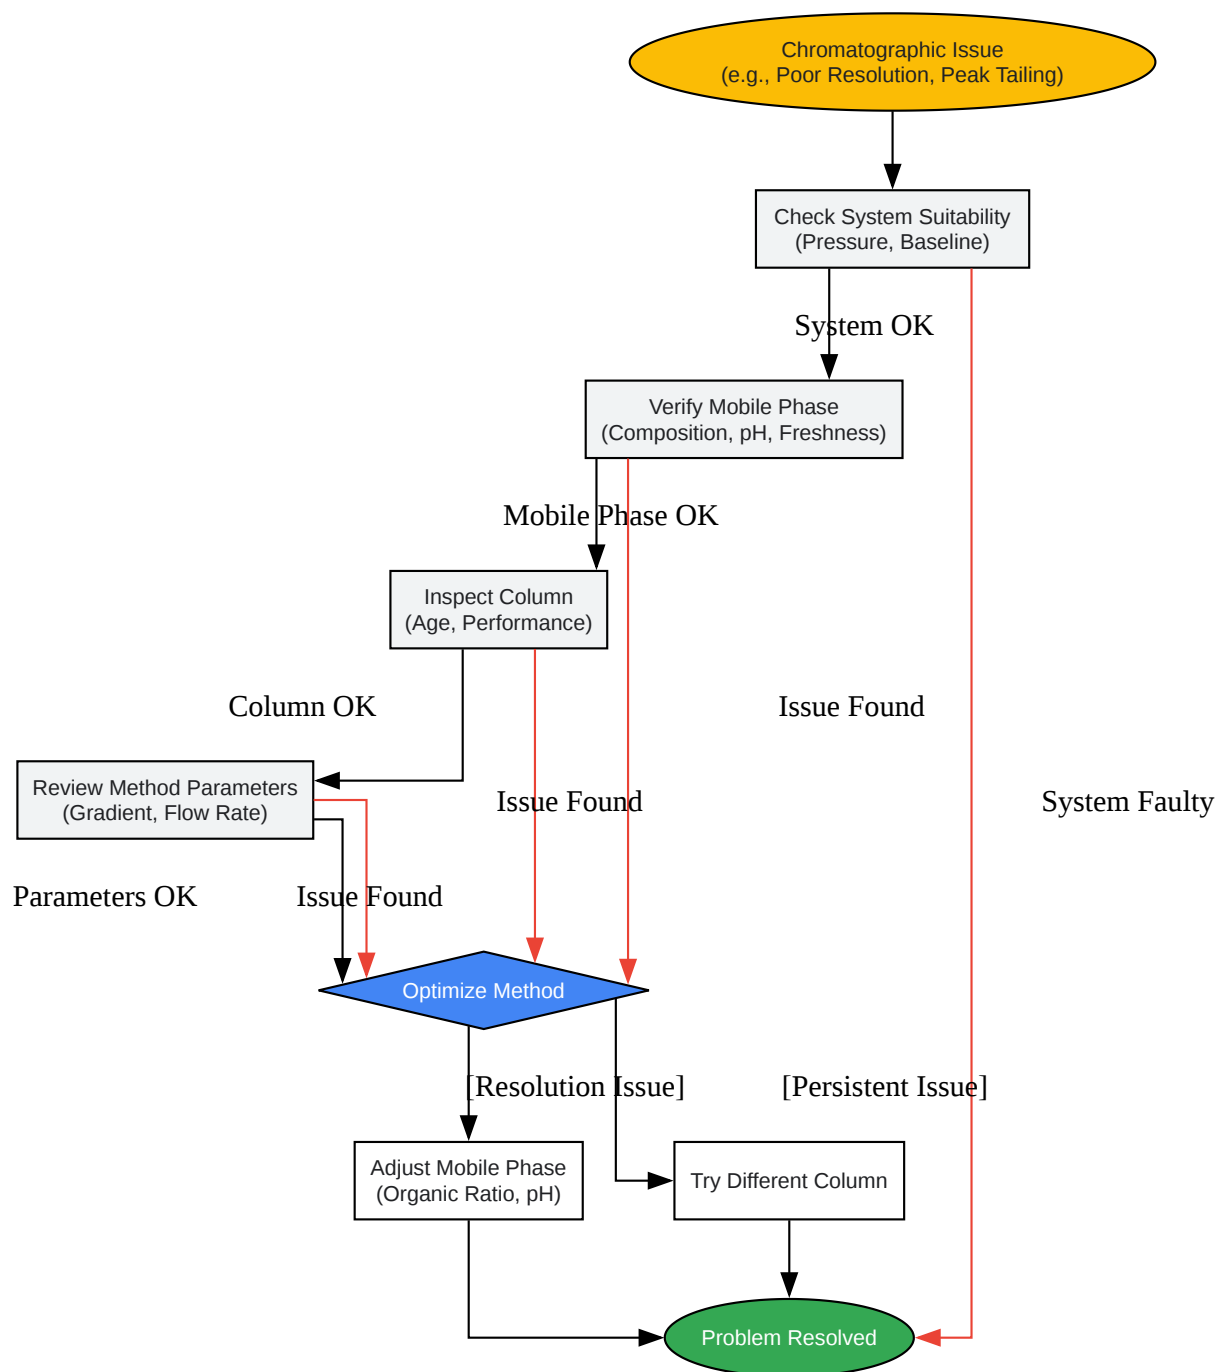 Chromatographic Issue
(e.g., Poor Resolution, Peak Tailing)
Check System Suitability
(Pressure, Baseline)
System OK
Verify Mobile Phase
(Composition, pH, Freshness)
Mobile Phase OK
Inspect Column
(Age, Performance)
Column OK
Issue Found
Review Method Parameters
(Gradient, Flow Rate)
Issue Found
System Faulty
Parameters OK
Issue Found
Optimize Method
[Resolution Issue]
[Persistent Issue]
Adjust Mobile Phase
(Organic Ratio, pH)
Try Different Column
Problem Resolved